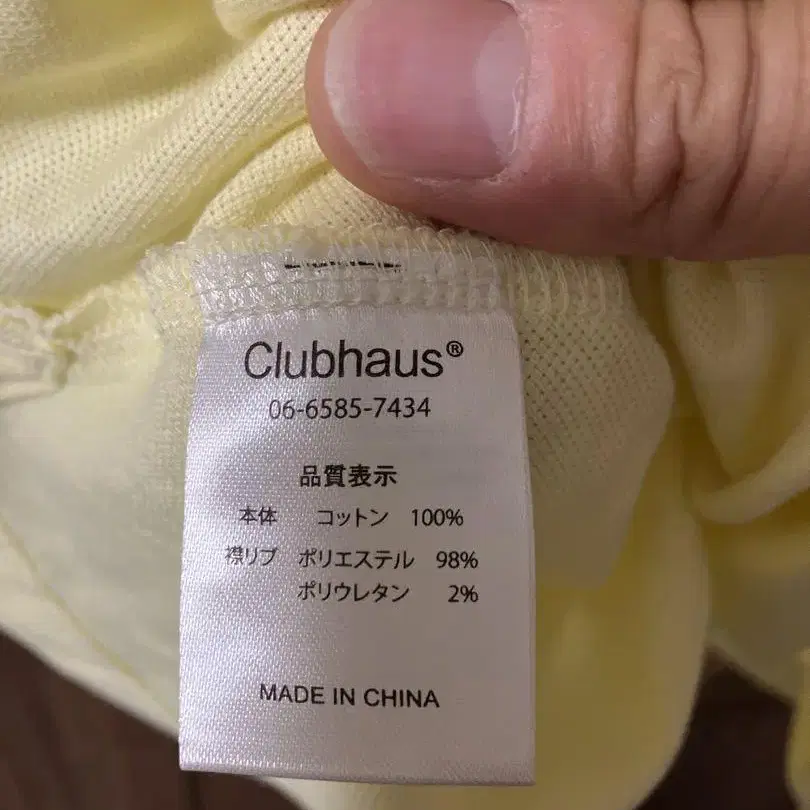 Clubhaus®
06-6585-7434
品質表示
本体 コットン 100%
襟リブ ポリエステル 98%
ポリウレタン 2%
MADE IN CHINA